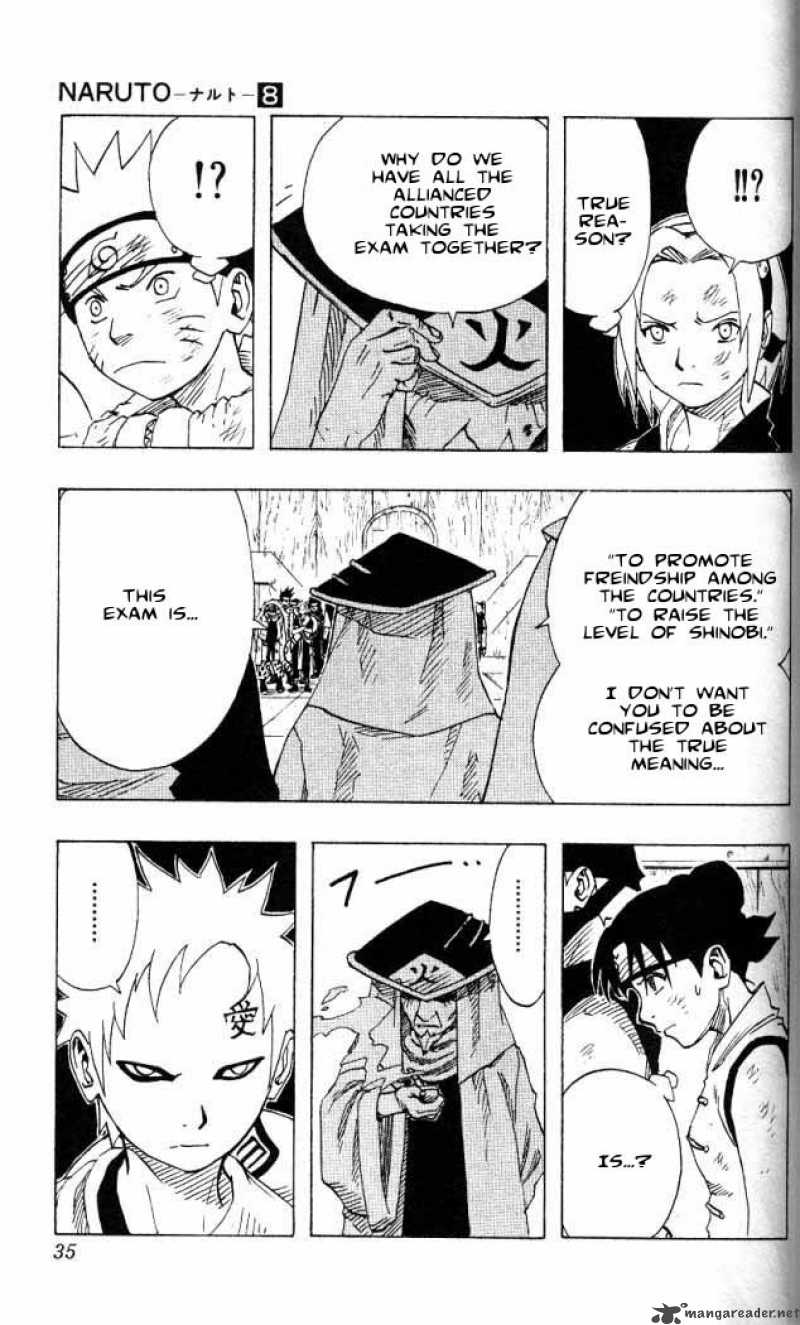 NARUTO -ナルト- 8
!!?
TRUE
REA-
SON?
WHY DO WE
HAVE ALL THE
ALLIANCED
COUNTRIES
TAKING THE
EXAM TOGETHER?
火
!?
"TO PROMOTE
FREINDSHIP AMONG
THE COUNTRIES."
"TO RAISE THE
LEVEL OF SHINOBI."
I DON'T WANT
YOU TO BE
CONFUSED ABOUT
THE TRUE
MEANING...
THIS
EXAM IS...
IS...?
.........
フー...
火
.........
愛
35
mangareader.net